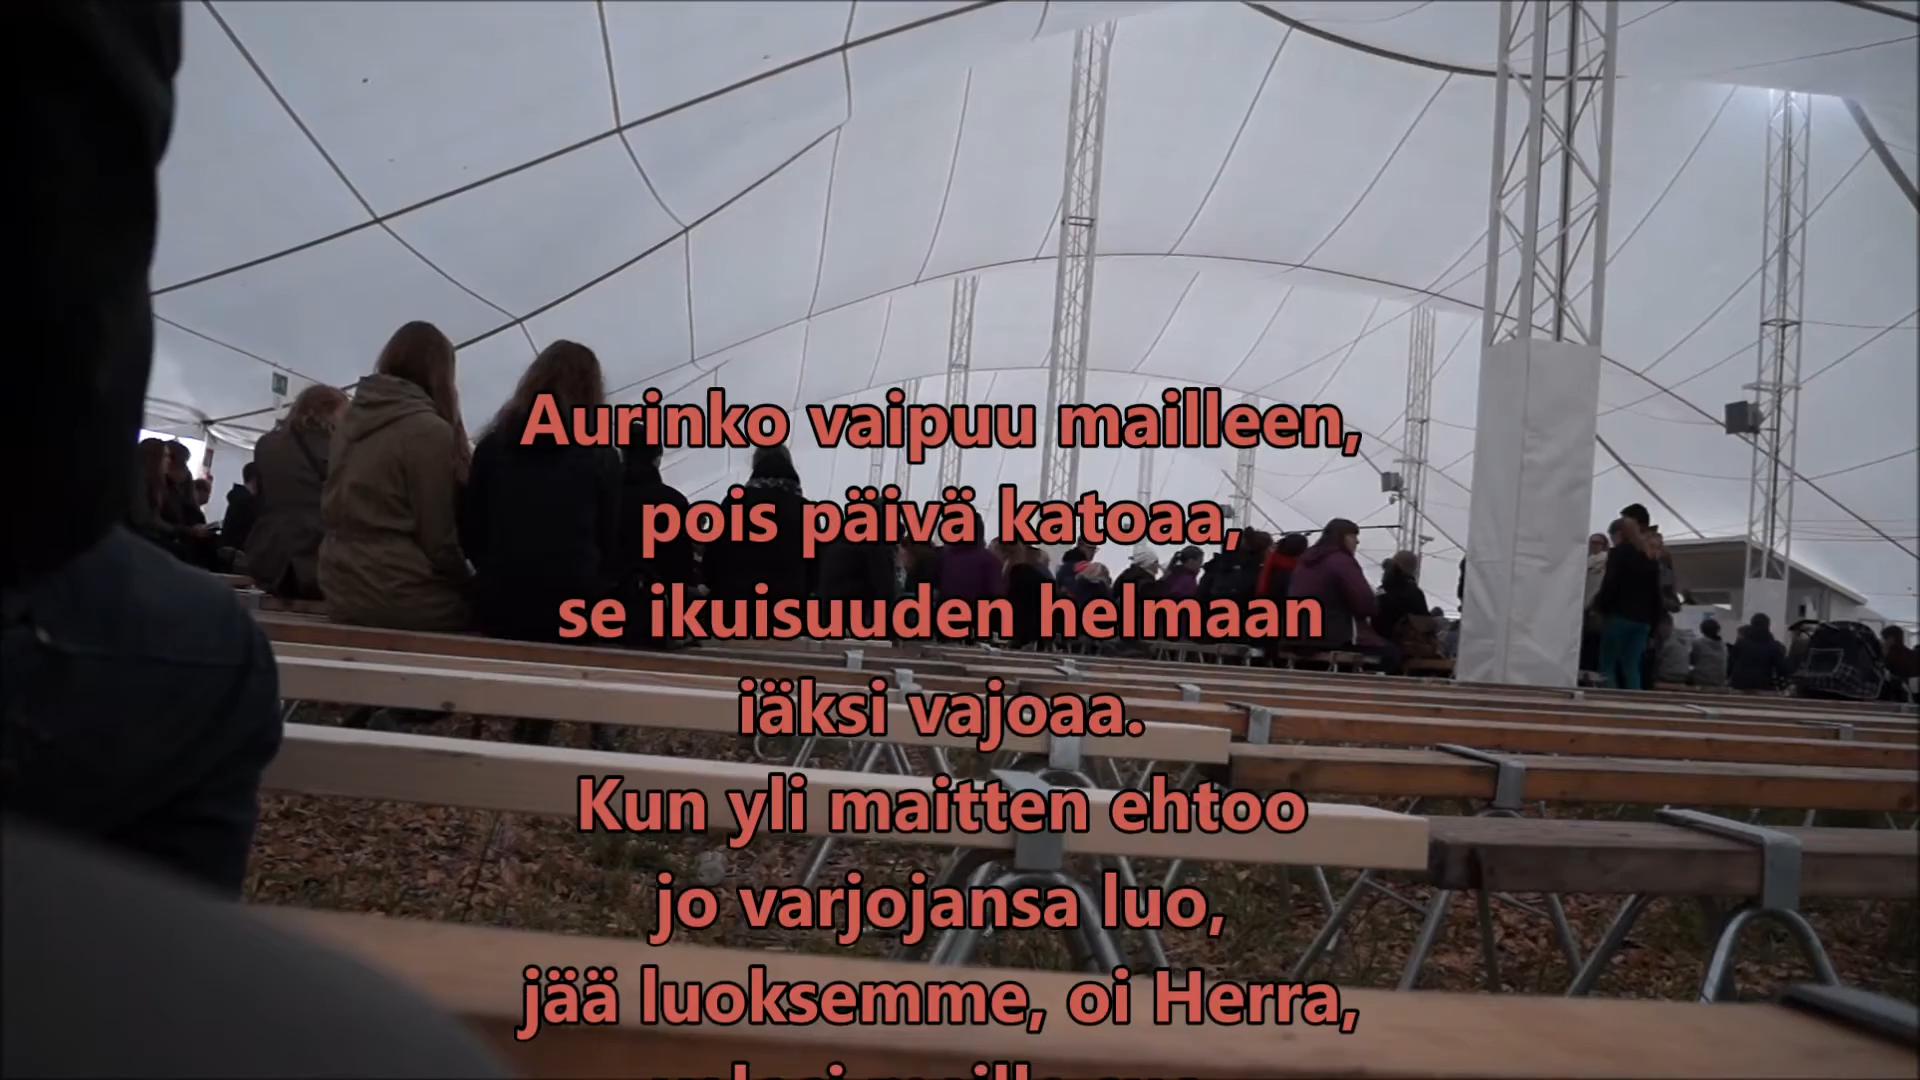 Aurinko vaipuu mailleen,
pois päivä katoaa,
se ikuisuuden helmaan
iäksi vajoaa.
Kun yli maitten ehtoo
jo varjojansa luo,
jää luoksemme, oi Herra,